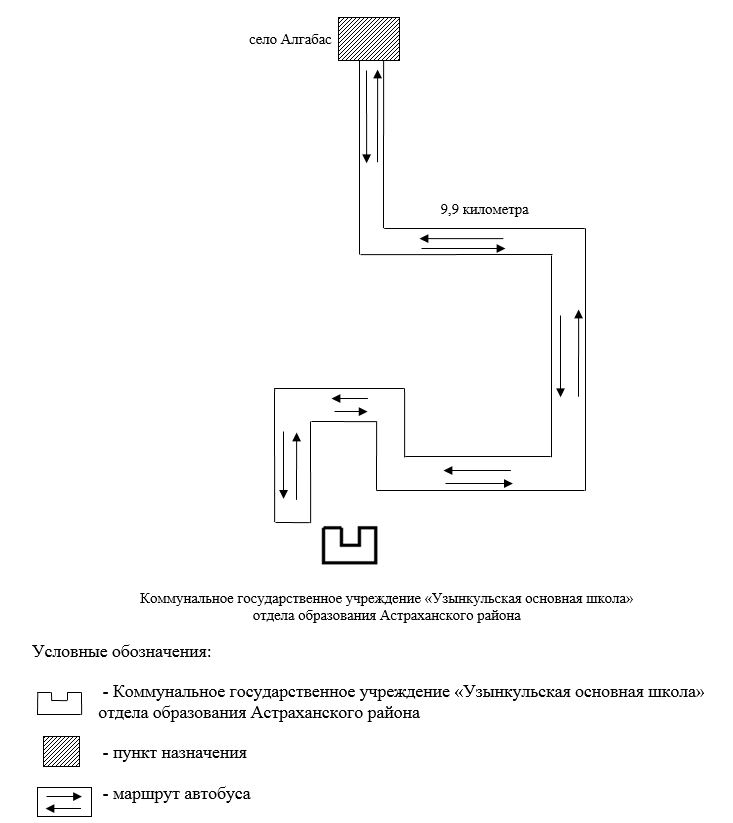 село Алгабас
9,9 километра
Коммунальное государственное учреждение «Узынкульская основная школа»
отдела образования Астраханского района
Условные обозначения:
- Коммунальное государственное учреждение «Узынкульская основная школа»
отдела образования Астраханского района
- пункт назначения
- маршрут автобуса